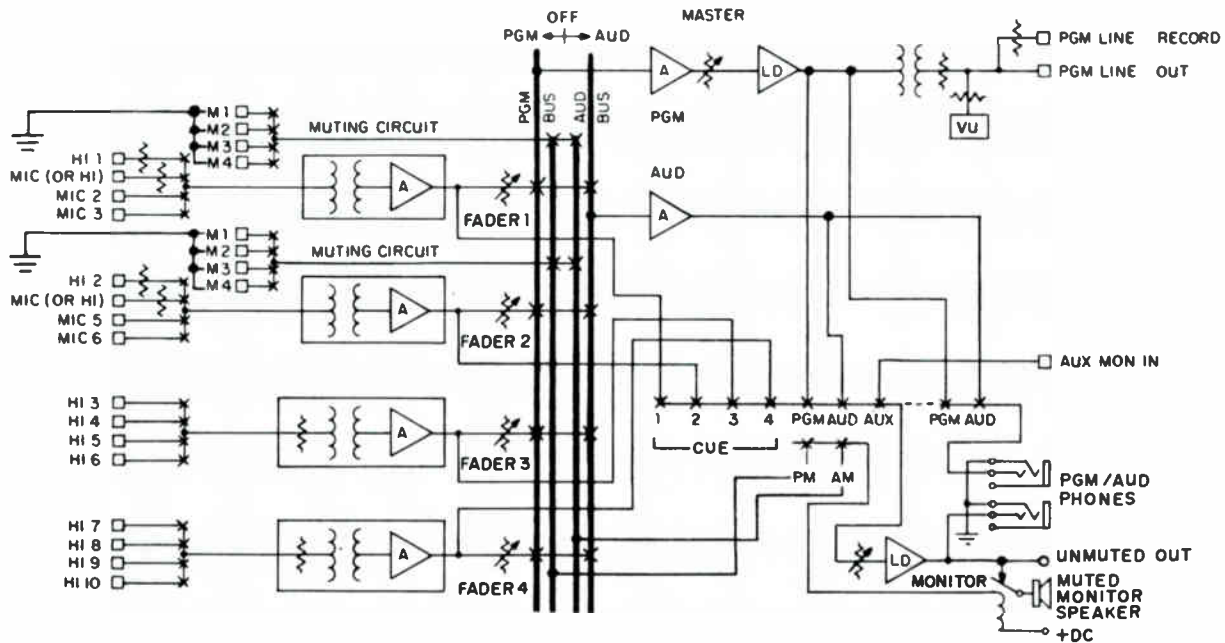 OFF
PGM AUD
MASTER
A
LD
PGM
PGM LINE RECORD
PGM LINE OUT
VU
PGM
BUS
AUD
BUS
M1
M2
M3
M4
MUTING CIRCUIT
HI 1
MIC (OR HI)
MIC 2
MIC 3
A
FADER 1
AUD
A
M1
M2
M3
M4
MUTING CIRCUIT
HI 2
MIC (OR HI)
MIC 5
MIC 6
A
FADER 2
AUX MON IN
1 2 3 4 PGM AUD AUX PGM AUD
CUE
HI 3
HI 4
HI 5
HI 6
A
FADER 3
PM AM
PGM/AUD
PHONES
HI 7
HI 8
HI 9
HI 10
A
FADER 4
LD
UNMUTED OUT
MONITOR
MUTED
MONITOR
SPEAKER
+DC